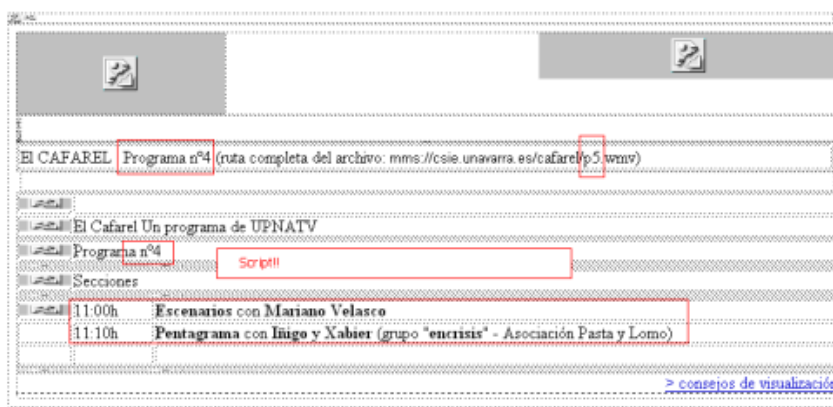 El CAFAREL Programa nº4 (ruta completa del archivo: mms://csie.unavarra.es/cafarel/p5.wmv)
El Cafarel Un programa de UPNATV
Programa nº4
Script!!!
Secciones
11:00h Escenarios con Mariano Velasco
11:10h Pentagrama con Iñigo y Xabier (grupo "encrisis" - Asociación Pasta y Lomo)
> consejos de visualización